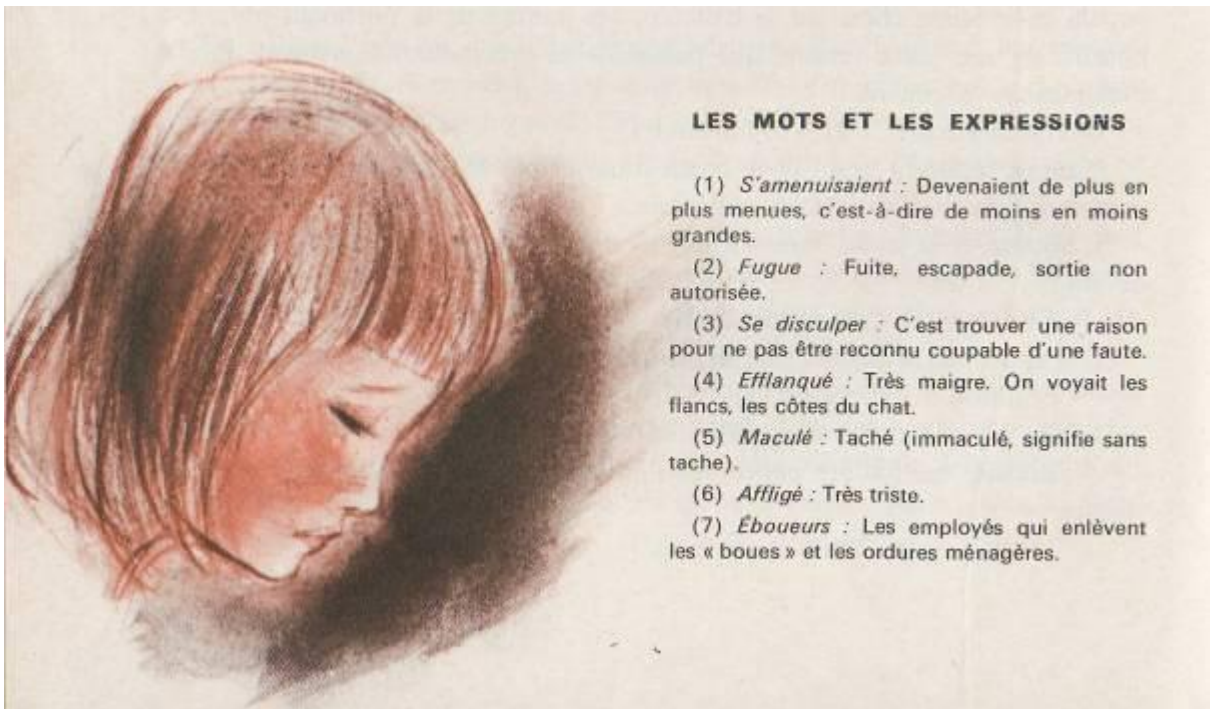 LES MOTS ET LES EXPRESSIONS
(1) S'amenuisaient : Devenaient de plus en
plus menues, c'est-à-dire de moins en moins
grandes.
(2) Fugue : Fuite, escapade, sortie non
autorisée.
(3) Se disculper : C'est trouver une raison
pour ne pas être reconnu coupable d'une faute.
(4) Efflanqué : Très maigre. On voyait les
flancs, les côtes du chat.
(5) Maculé : Taché (immaculé, signifie sans
tache).
(6) Affligé : Très triste.
(7) Éboueurs : Les employés qui enlèvent
les « boues » et les ordures ménagères.